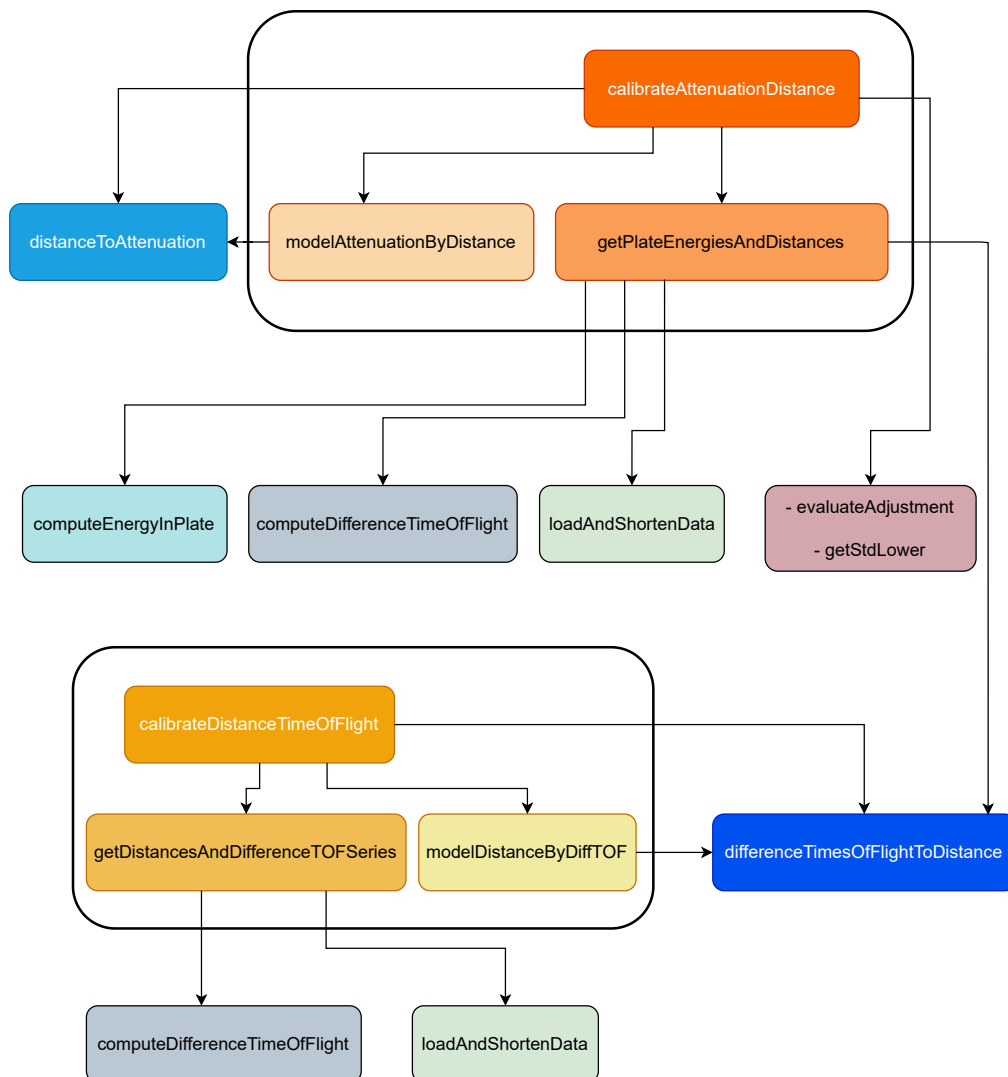 calibrateAttenuationDistance
distanceToAttenuation
modelAttenuationByDistance
getPlateEnergiesAndDistances
computeEnergyInPlate
computeDifferenceTimeOfFlight
loadAndShortenData
- evaluateAdjustment
- getStdLower
calibrateDistanceTimeOfFlight
getDistancesAndDifferenceTOFSeries
modelDistanceByDiffTOF
differenceTimesOfFlightToDistance
computeDifferenceTimeOfFlight
loadAndShortenData